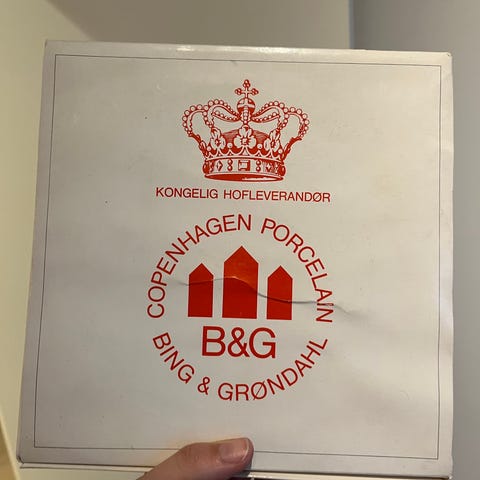 KONGELIG HOFLEVERANDØR
COPENHAGEN PORCELAIN
B&G
BING & GRØNDAHL